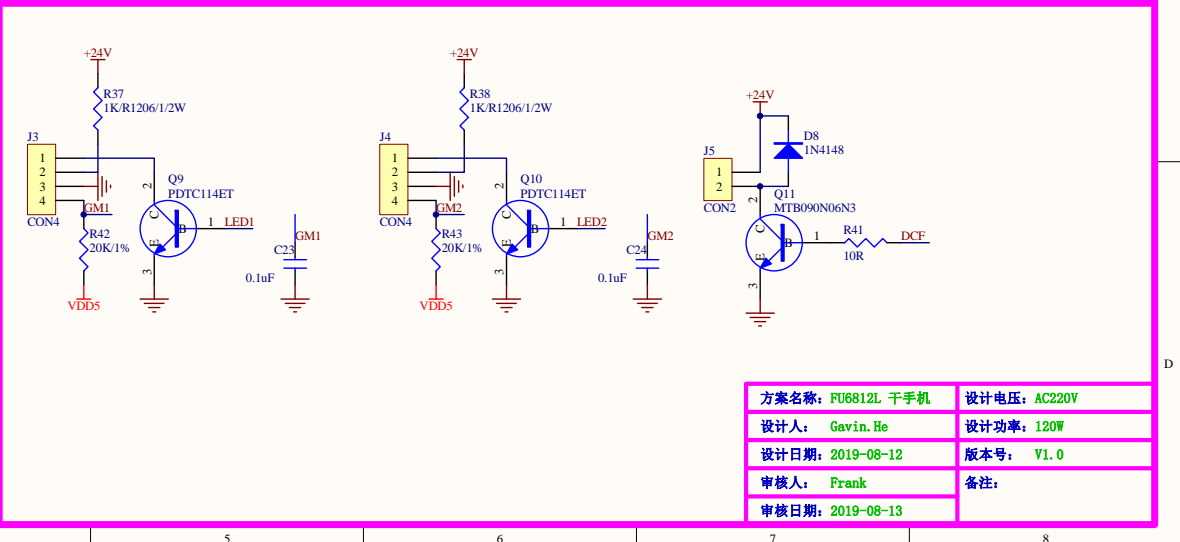 +24V
R37
1K/R1206/1/2W
J3
1
2
3
4
CON4
GM1
R42
20K/1%
VDD5
Q9
PDTC114ET
2
C
B
E
1
LED1
3
GM1
C23
0.1uF
+24V
R38
1K/R1206/1/2W
J4
1
2
3
4
CON4
GM2
R43
20K/1%
VDD5
Q10
PDTC114ET
2
C
B
E
1
LED2
3
GM2
C24
0.1uF
+24V
D8
1N4148
J5
1
2
CON2
Q11
MTB090N06N3
2
C
B
E
1
3
R41
10R
DCF
D
方案名称: FU6812L 干手机
设计电压: AC220V
设计人: Gavin.He
设计功率: 120W
设计日期: 2019-08-12
版本号: V1.0
审核人: Frank
备注:
审核日期: 2019-08-13
5
6
7
8